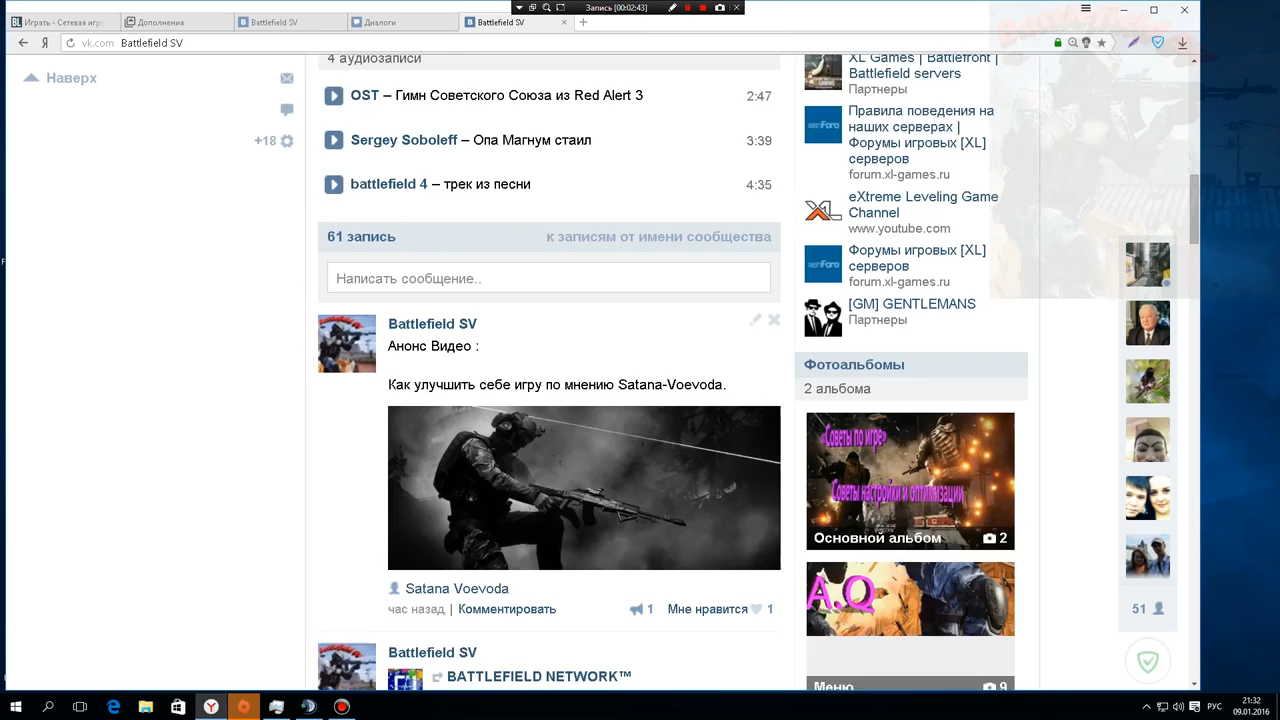 Запись [00:02:43]
Играть - Сетевая игр
Дополнения
Battlefield SV
Диалоги
Battlefield SV
vk.com Battlefield SV
Наверх
+18
4 аудиозаписи
OST – Гимн Советского Союза из Red Alert 3 2:47
Sergey Soboleff – Опа Магнум стаил 3:39
battlefield 4 – трек из песни 4:35
61 запись к записям от имени сообщества
Написать сообщение..
Battlefield SV
Анонс Видео :
Как улучшить себе игру по мнению Satana-Voevoda.
Satana Voevoda
час назад | Комментировать 1 Мне нравится 1
Battlefield SV
BATTLEFIELD NETWORK™
XL Games | Battlefront |
Battlefield servers
Партнеры
Правила поведения на
наших серверах |
Форумы игровых [XL]
серверов
forum.xl-games.ru
eXtreme Leveling Game
Channel
www.youtube.com
Форумы игровых [XL]
серверов
forum.xl-games.ru
[GM] GENTLEMANS
Партнеры
Фотоальбомы
2 альбома
«Советы по игре»
Советы настройки и оптимизации
Основной альбом 2
A.Q
Меню 9
51
РУС
21:32
09.01.2016